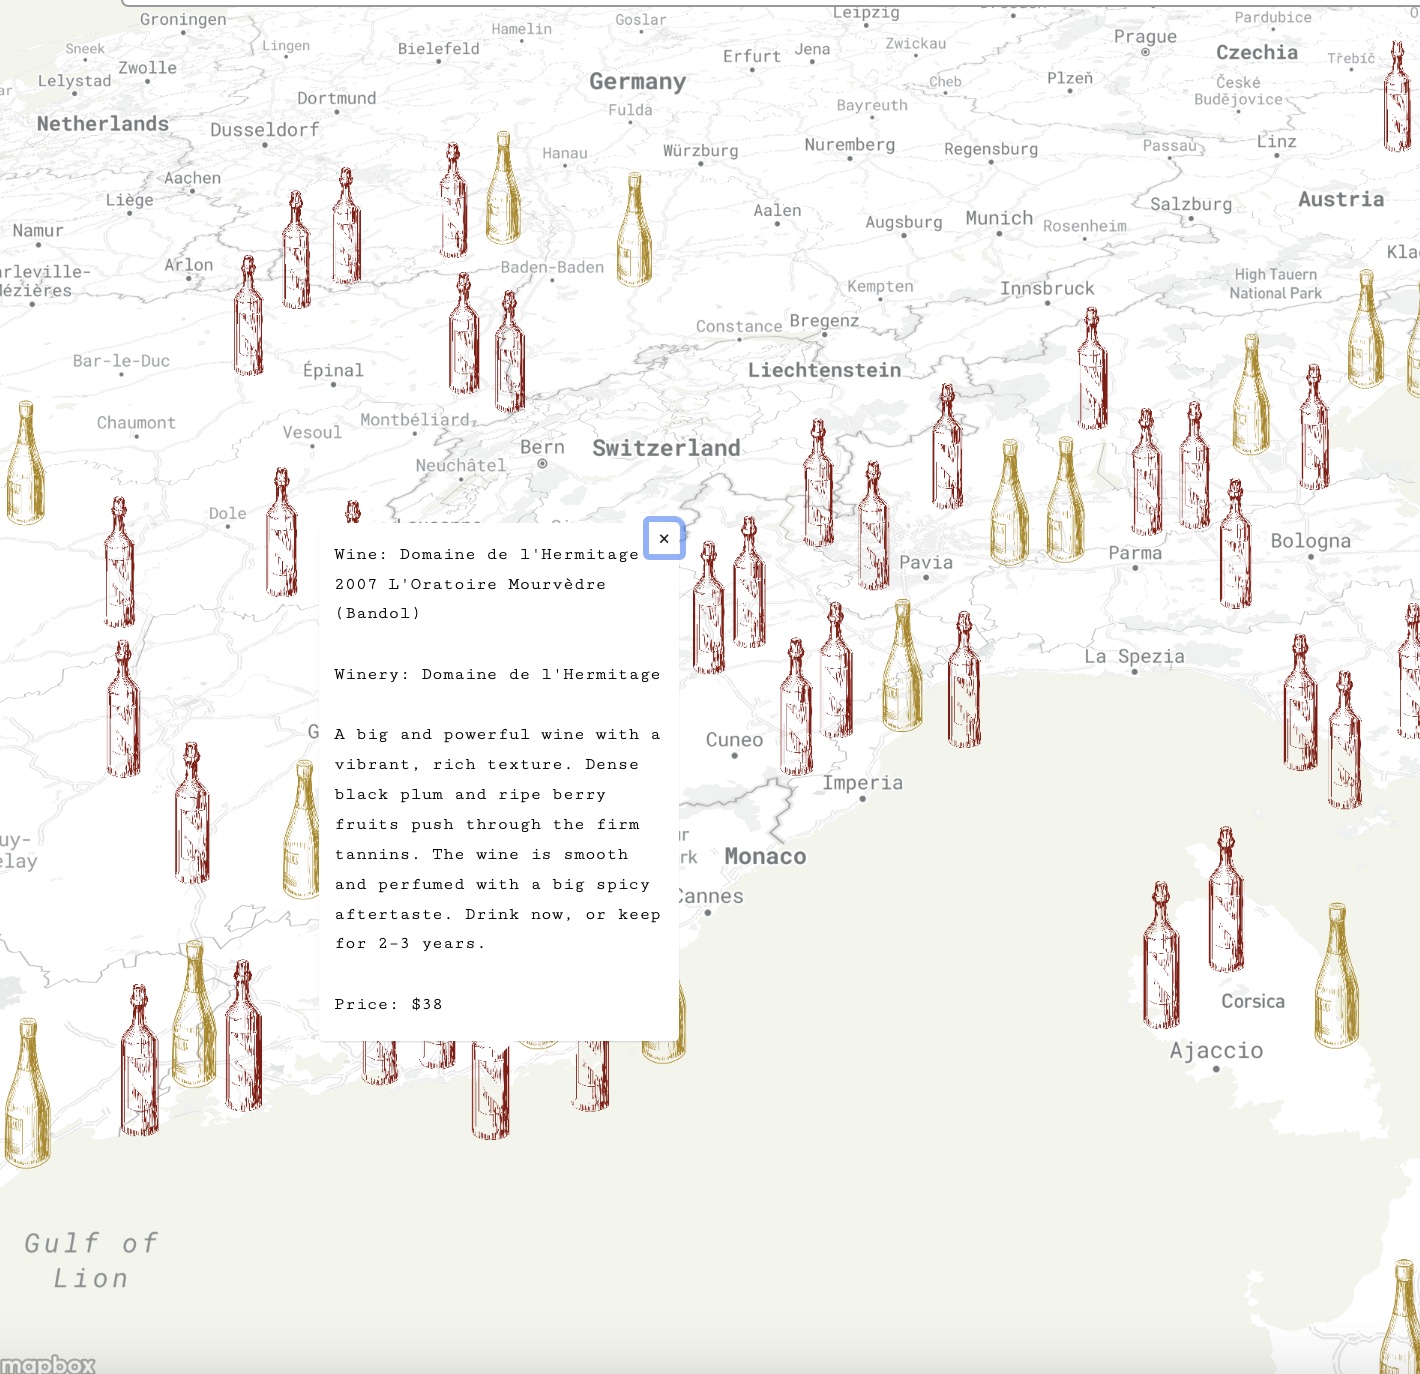 Groningen
Hamelin
Goslar
Leipzig
Pardubice
Sneek
Lingen
Bielefeld
Erfurt
Jena
Zwickau
Prague
Czechia
Třebíč
Lelystad
Zwolle
Germany
Cheb
Plzeň
České
Budějovice
Dortmund
Fulda
Bayreuth
Netherlands
Dusseldorf
Hanau
Würzburg
Nuremberg
Regensburg
Passau
Linz
Aachen
Liège
Aalen
Augsburg
Munich
Rosenheim
Salzburg
Austria
Namur
Arlon
Baden-Baden
Kempten
Innsbruck
High Tauern
National Park
Constance
Bregenz
Bar-le-Duc
Épinal
Liechtenstein
Chaumont
Vesoul
Montbéliard
Bern
Switzerland
Neuchâtel
Dole
Pavia
Parma
Bologna
La Spezia
Wine: Domaine de l'Hermitage
2007 L'Oratoire Mourvèdre
(Bandol)
Winery: Domaine de l'Hermitage
A big and powerful wine with a
vibrant, rich texture. Dense
black plum and ripe berry
fruits push through the firm
tannins. The wine is smooth
and perfumed with a big spicy
aftertaste. Drink now, or keep
for 2-3 years.
Price: $38
Cuneo
Imperia
Monaco
Cannes
Corsica
Ajaccio
Gulf of
Lion
mapbox